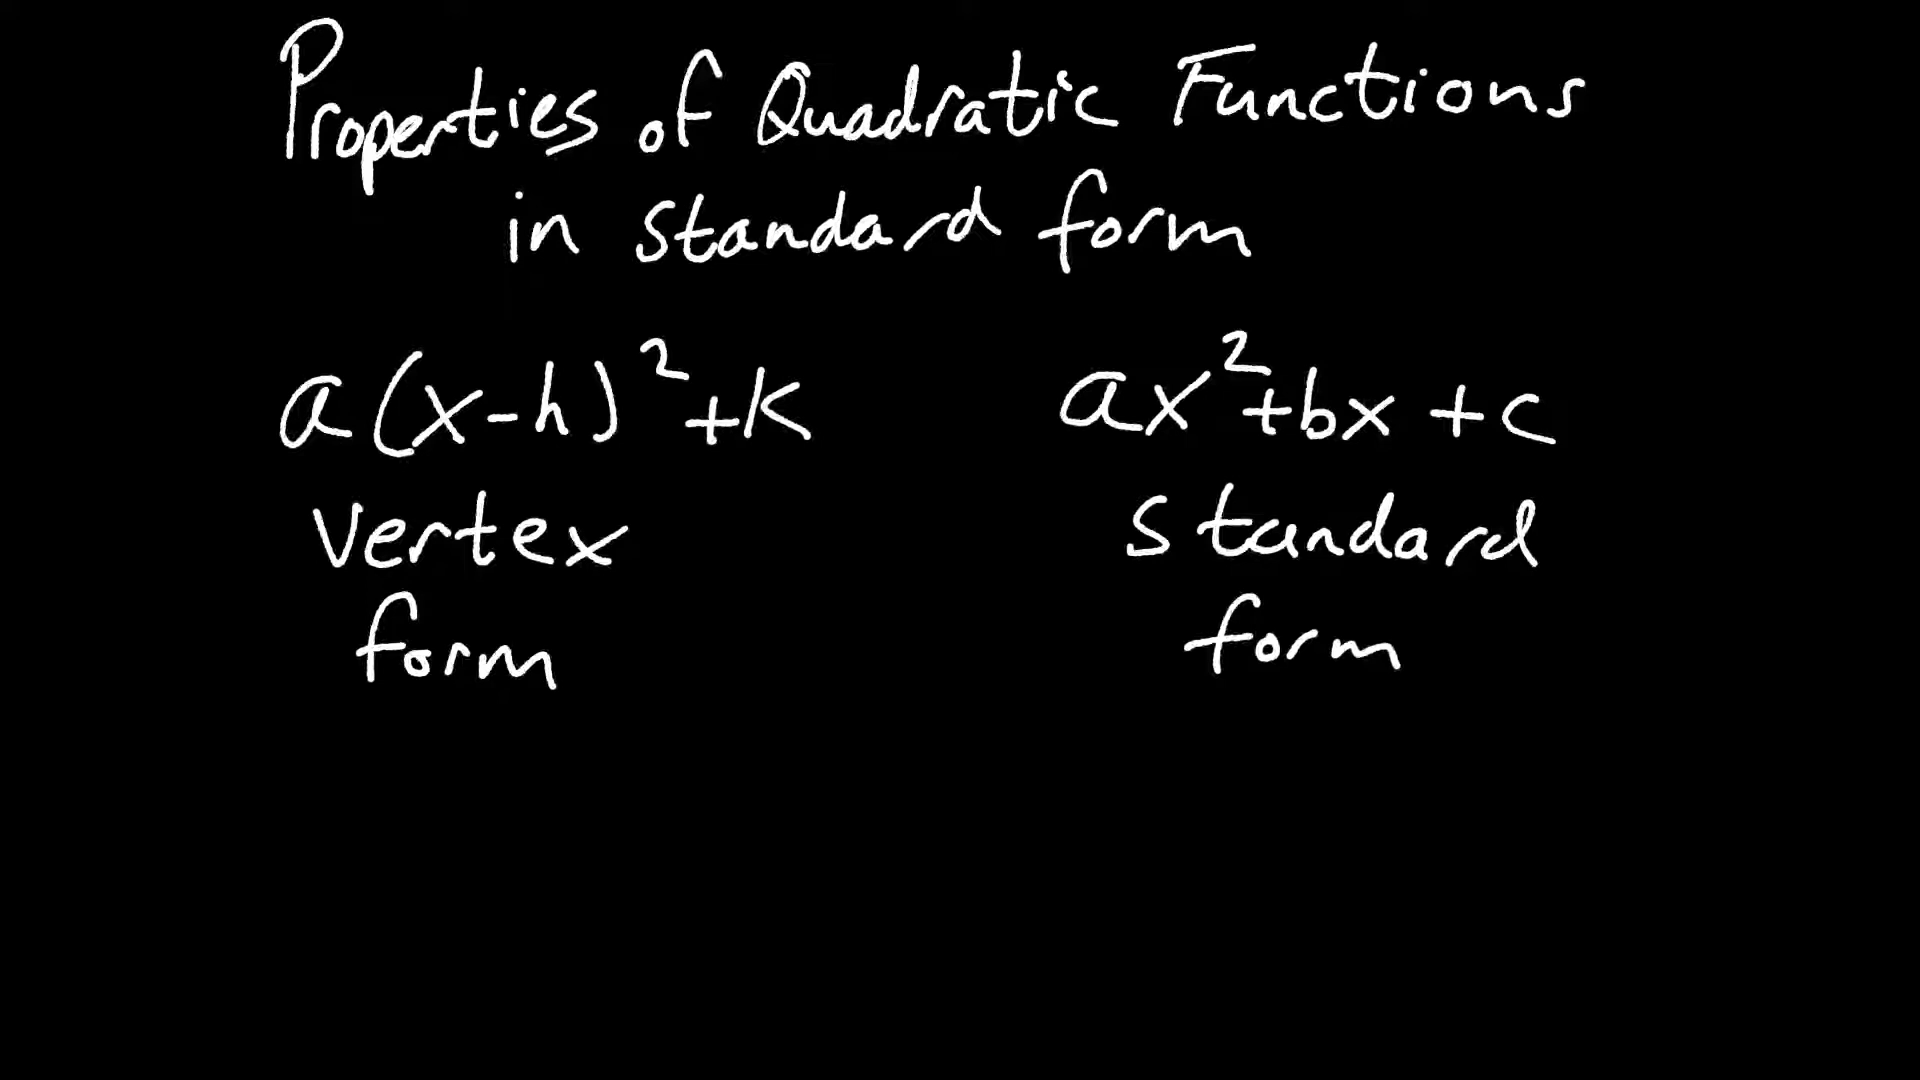 Properties of Quadratic Functions
in standard form
a(x-h)²+k
ax²+bx+c
vertex
form
standard
form